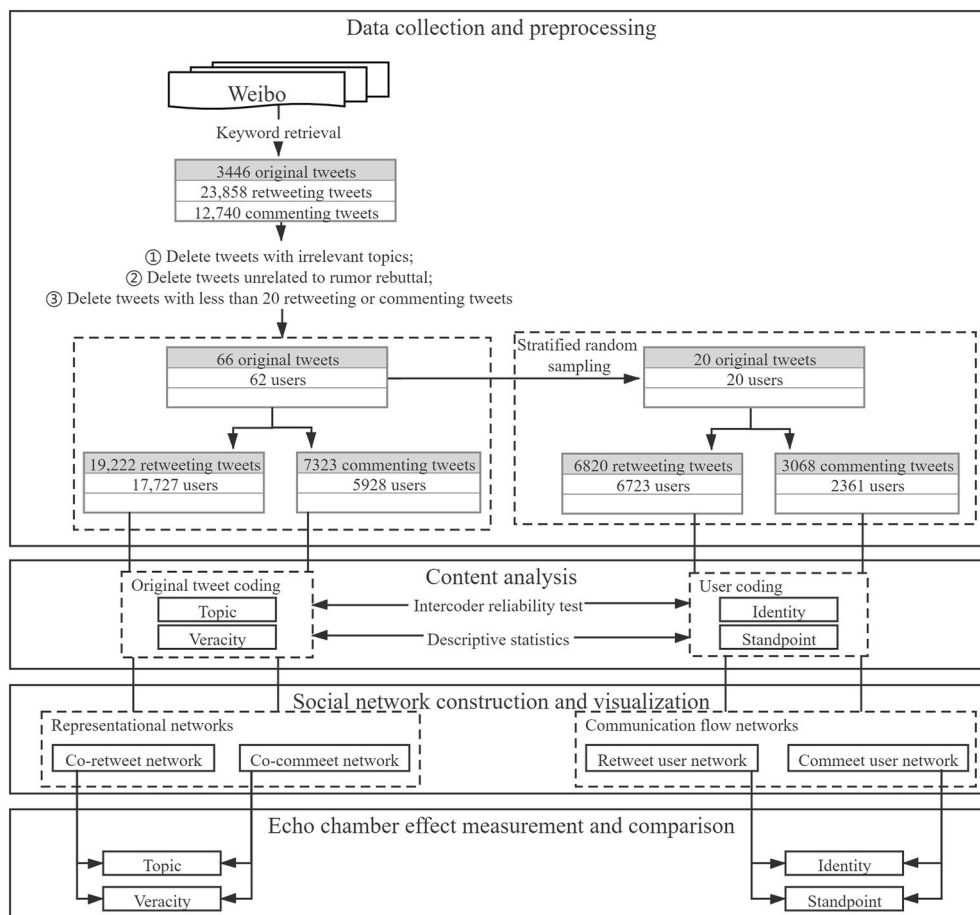 Data collection and preprocessing
Weibo
Keyword retrieval
3446 original tweets
23,858 retweeting tweets
12,740 commenting tweets
① Delete tweets with irrelevant topics;
② Delete tweets unrelated to rumor rebuttal;
③ Delete tweets with less than 20 retweeting or commenting tweets
66 original tweets
62 users
Stratified random
sampling
20 original tweets
20 users
19,222 retweeting tweets
17,727 users
7323 commenting tweets
5928 users
6820 retweeting tweets
6723 users
3068 commenting tweets
2361 users
Content analysis
Original tweet coding
Topic
Veracity
Intercoder reliability test
Descriptive statistics
User coding
Identity
Standpoint
Social network construction and visualization
Representational networks
Co-retweet network
Co-commeet network
Communication flow networks
Retweet user network
Commeet user network
Echo chamber effect measurement and comparison
Topic
Veracity
Identity
Standpoint